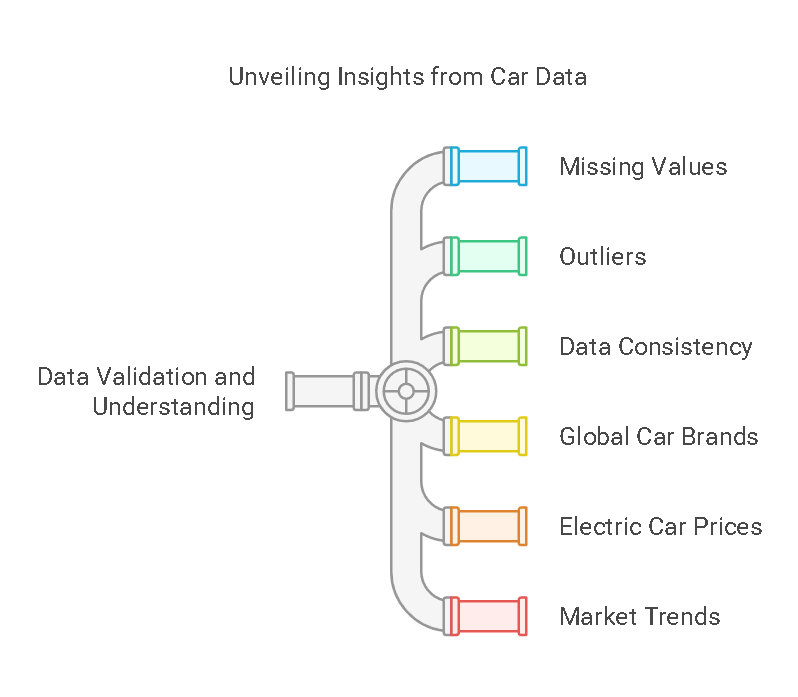 Unveiling Insights from Car Data
Missing Values
Outliers
Data Consistency
Data Validation and
Understanding
Global Car Brands
Electric Car Prices
Market Trends